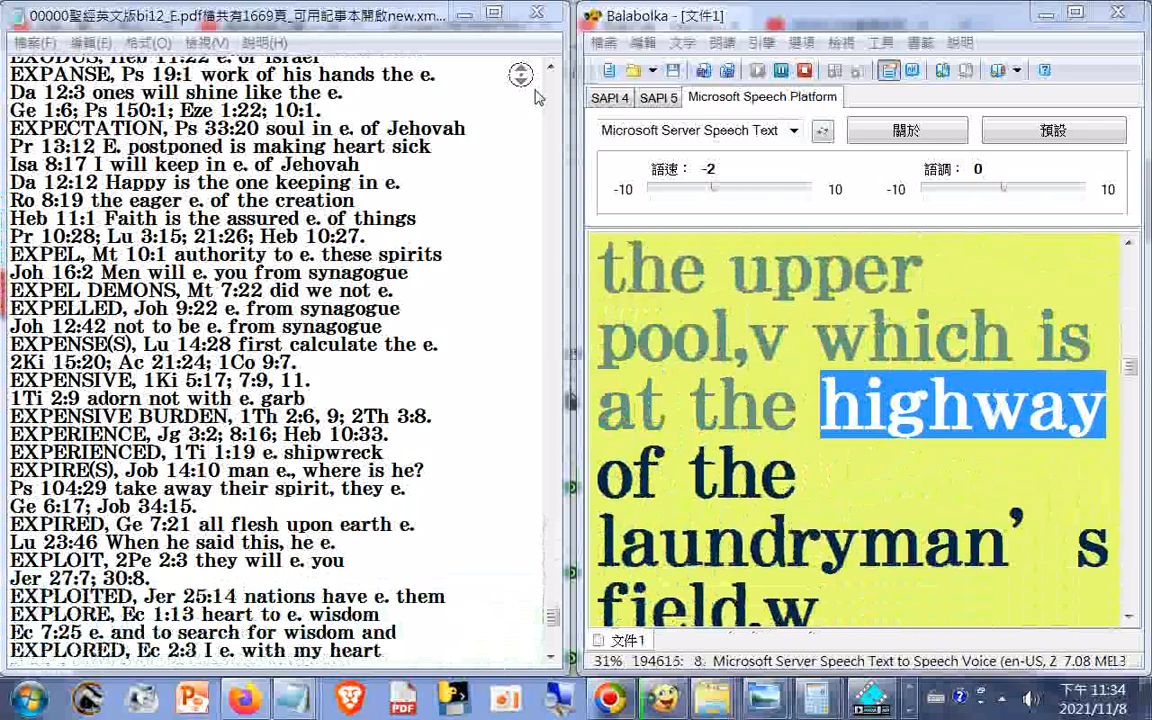 00000聖經英文版bi12_E.pdf檔共有1669頁_可用記事本開啟new.xm...
檔案(F) 編輯(E) 格式(O) 檢視(V) 說明(H)
EXODUS, Heb 11:22 e. of Israel
EXPANSE, Ps 19:1 work of his hands the e.
Da 12:3 ones will shine like the e.
Ge 1:6; Ps 150:1; Eze 1:22; 10:1.
EXPECTATION, Ps 33:20 soul in e. of Jehovah
Pr 13:12 E. postponed is making heart sick
Isa 8:17 I will keep in e. of Jehovah
Da 12:12 Happy is the one keeping in e.
Ro 8:19 the eager e. of the creation
Heb 11:1 Faith is the assured e. of things
Pr 10:28; Lu 3:15; 21:26; Heb 10:27.
EXPEL, Mt 10:1 authority to e. these spirits
Joh 16:2 Men will e. you from synagogue
EXPEL DEMONS, Mt 7:22 did we not e.
EXPELLED, Joh 9:22 e. from synagogue
Joh 12:42 not to be e. from synagogue
EXPENSE(S), Lu 14:28 first calculate the e.
2Ki 15:20; Ac 21:24; 1Co 9:7.
EXPENSIVE, 1Ki 5:17; 7:9, 11.
1Ti 2:9 adorn not with e. garb
EXPENSIVE BURDEN, 1Th 2:6, 9; 2Th 3:8.
EXPERIENCE, Jg 3:2; 8:16; Heb 10:33.
EXPERIENCED, 1Ti 1:19 e. shipwreck
EXPIRE(S), Job 14:10 man e., where is he?
Ps 104:29 take away their spirit, they e.
Ge 6:17; Job 34:15.
EXPIRED, Ge 7:21 all flesh upon earth e.
Lu 23:46 When he said this, he e.
EXPLOIT, 2Pe 2:3 they will e. you
Jer 27:7; 30:8.
EXPLOITED, Jer 25:14 nations have e. them
EXPLORE, Ec 1:13 heart to e. wisdom
Ec 7:25 e. and to search for wisdom and
EXPLORED, Ec 2:3 I e. with my heart
Balabolka - [文件1]
檔案 編輯 文字 朗讀 引擎 選項 檢視 工具 書籤 說明
SAPI 4 SAPI 5 Microsoft Speech Platform
Microsoft Server Speech Text 關於 預設
語速： -2 語調： 0
-10 10 -10 10
the upper
pool,v which is
at the highway
of the
laundryman’s
field,w
文件1
31% 194615: 8. Microsoft Server Speech Text to Speech Voice (en-US, Z 7.08
PDF
下午 11:34
2021/11/8